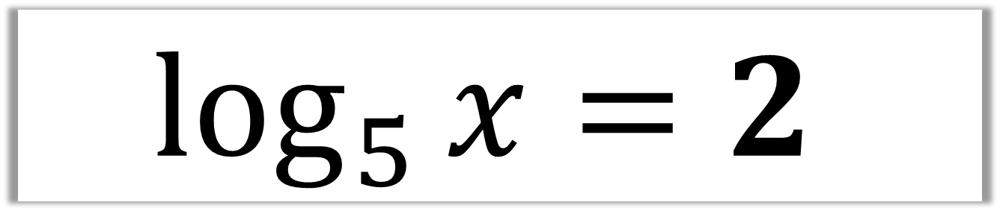 log₅ x = 2